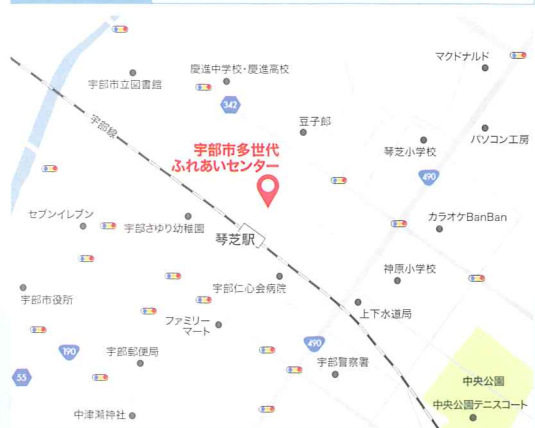 マクドナルド
慶進中学校・慶進高校
宇部市立図書館
342
豆子郎
宇部線
パソコン工房
琴芝小学校
宇部市多世代
ふれあいセンター
490
セブンイレブン
宇部さゆり幼稚園
カラオケBanBan
琴芝駅
神原小学校
宇部仁心会病院
宇部市役所
上下水道局
ファミリー
マート
490
190
宇部郵便局
宇部警察署
55
中央公園
中央公園テニスコート
中津瀬神社